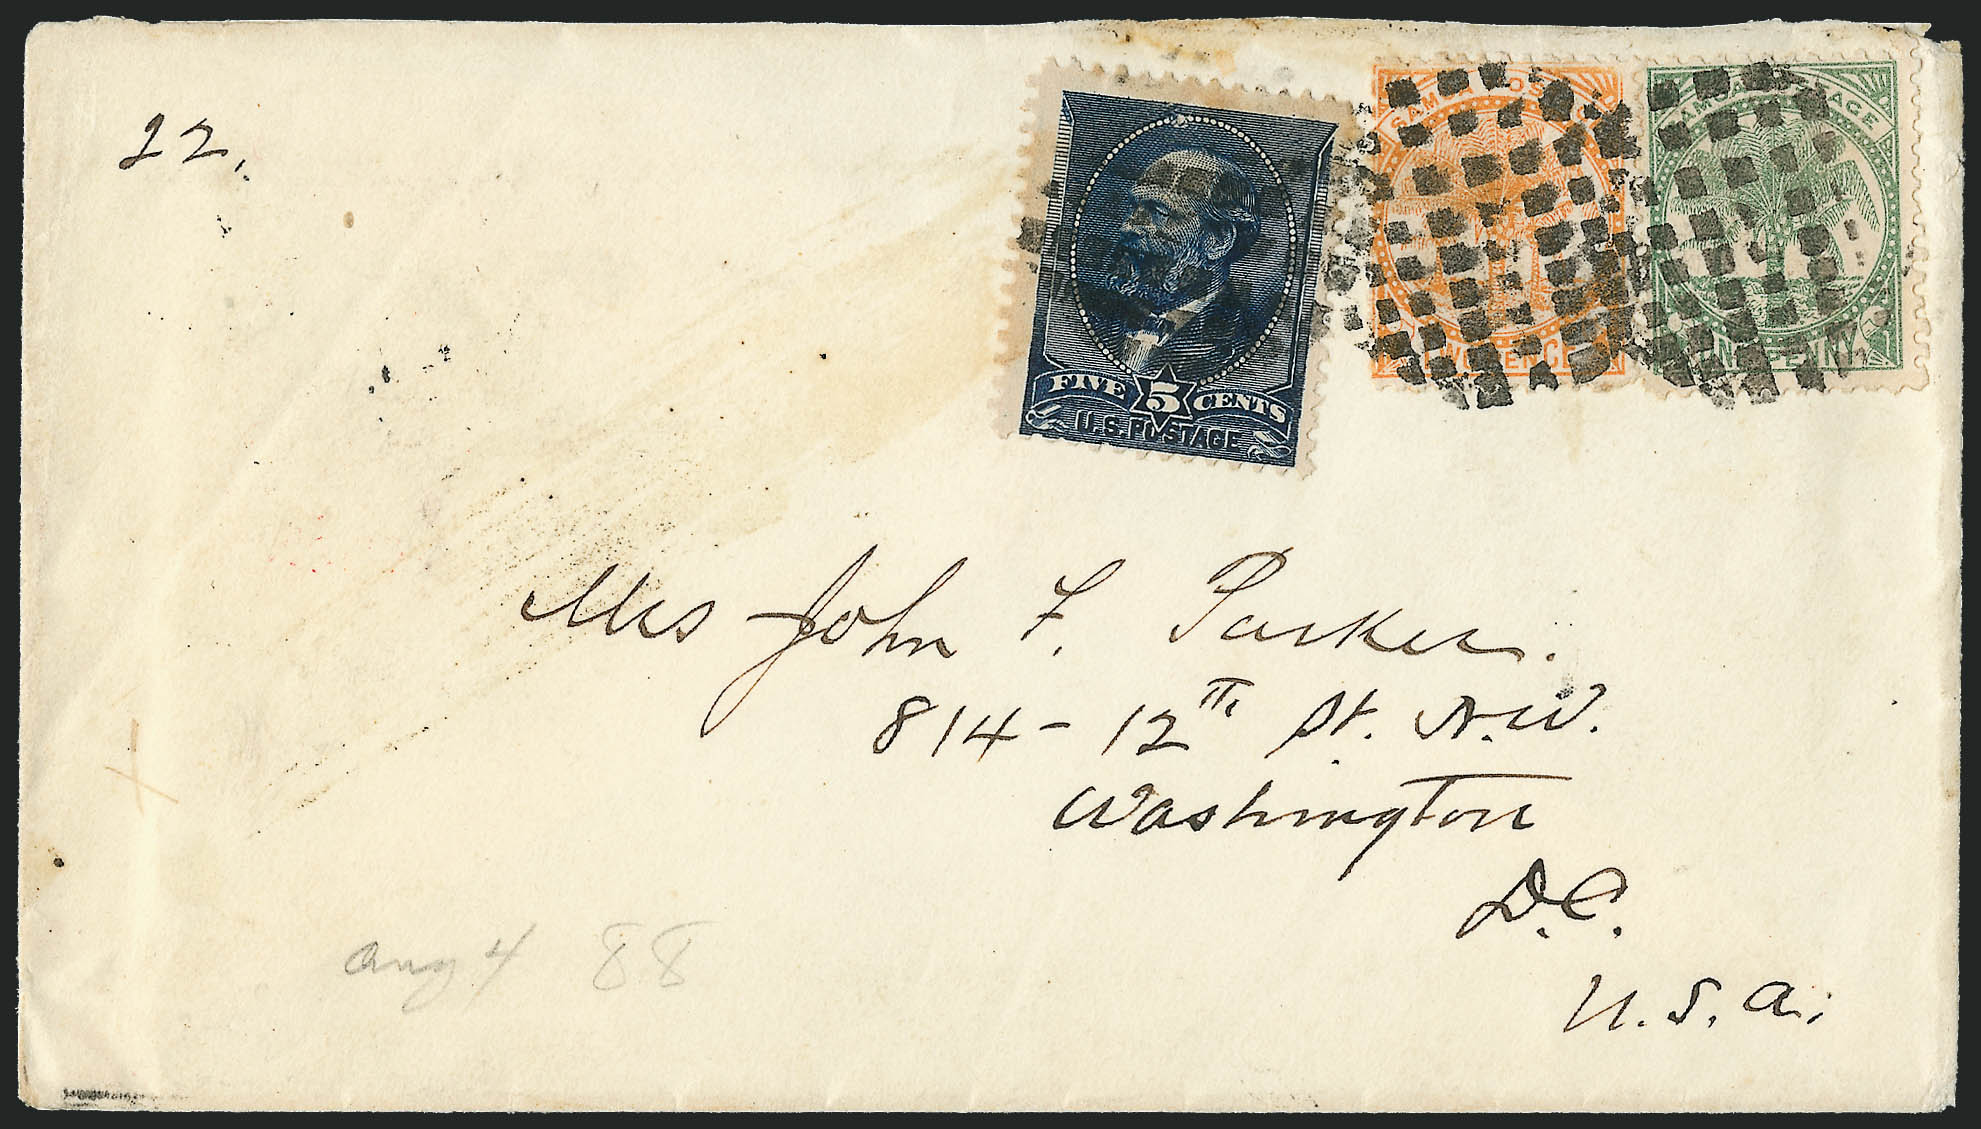 22.
FIVE 5 CENTS
U.S. POSTAGE
Mrs John F. Parker.
814 - 12th St. N.W.
Washington
D.C.
U.S.A.
Aug 4 88